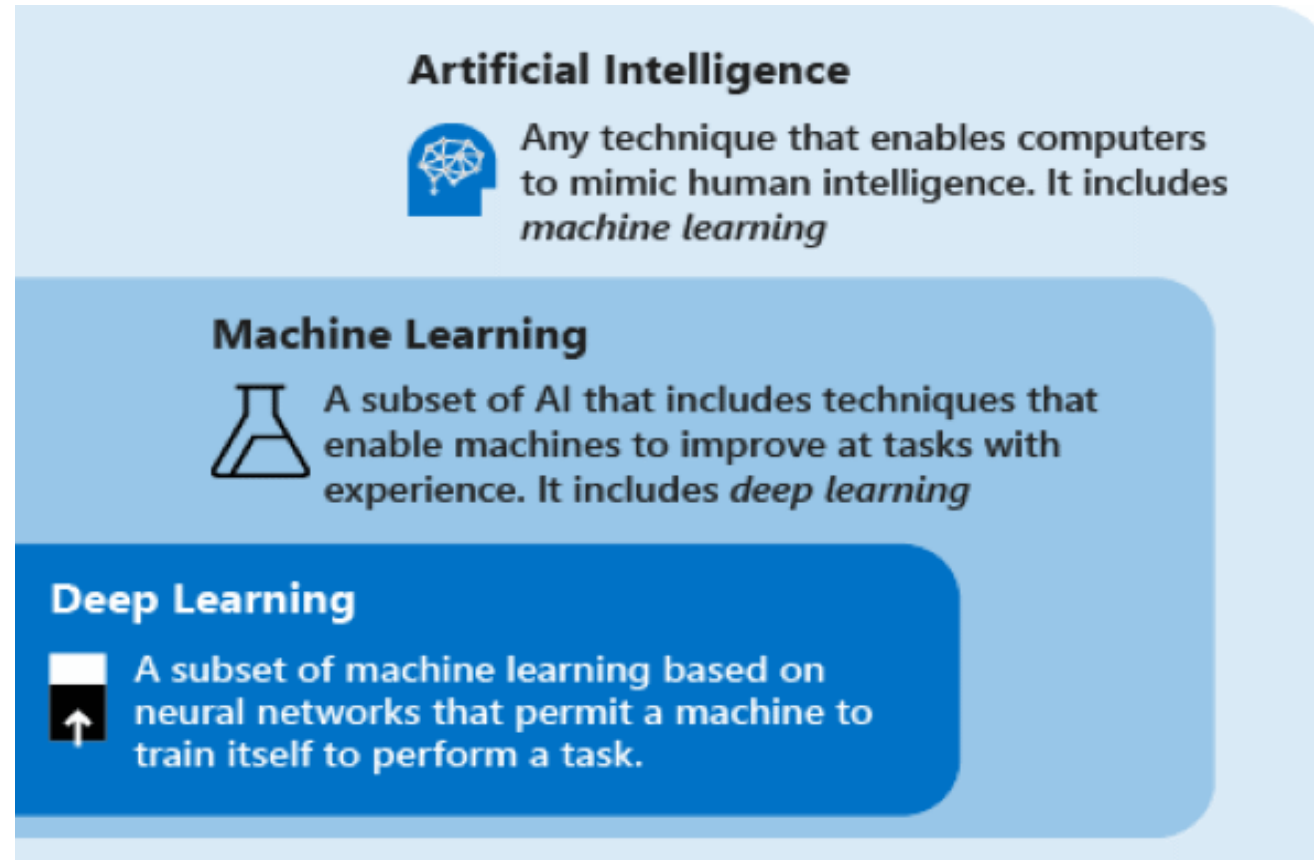 Artificial Intelligence
Any technique that enables computers
to mimic human intelligence. It includes
machine learning
Machine Learning
A subset of AI that includes techniques that
enable machines to improve at tasks with
experience. It includes deep learning
Deep Learning
A subset of machine learning based on
neural networks that permit a machine to
train itself to perform a task.